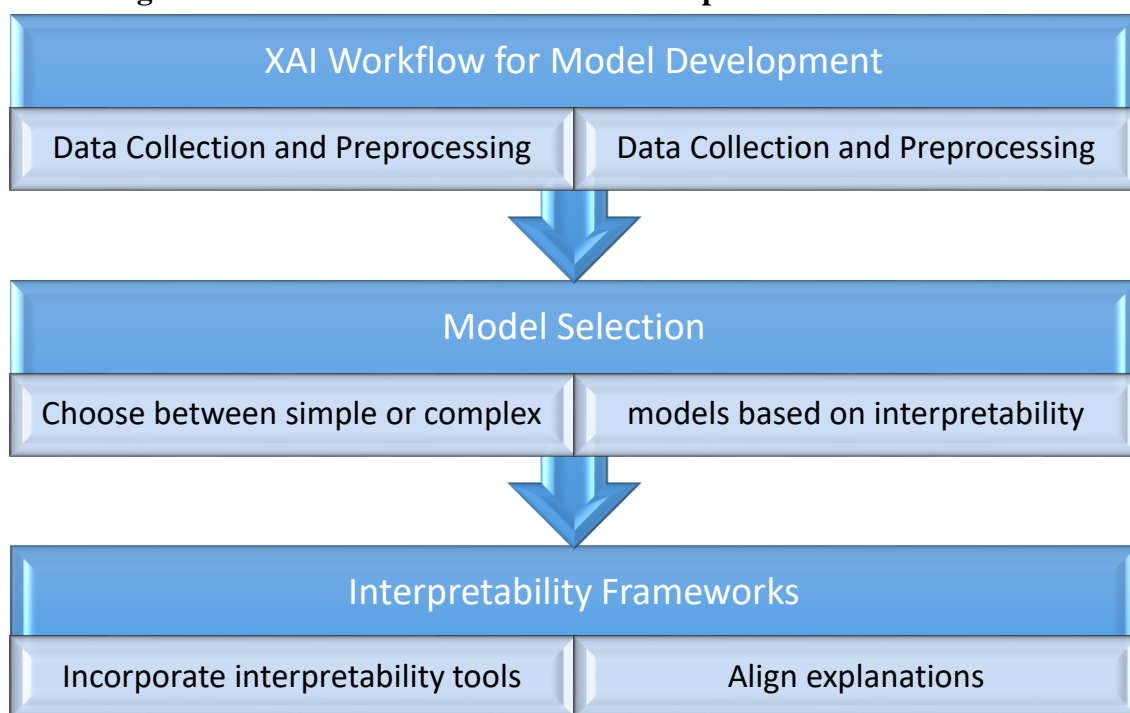 XAI Workflow for Model Development
Data Collection and Preprocessing
Data Collection and Preprocessing
Model Selection
Choose between simple or complex
models based on interpretability
Interpretability Frameworks
Incorporate interpretability tools
Align explanations